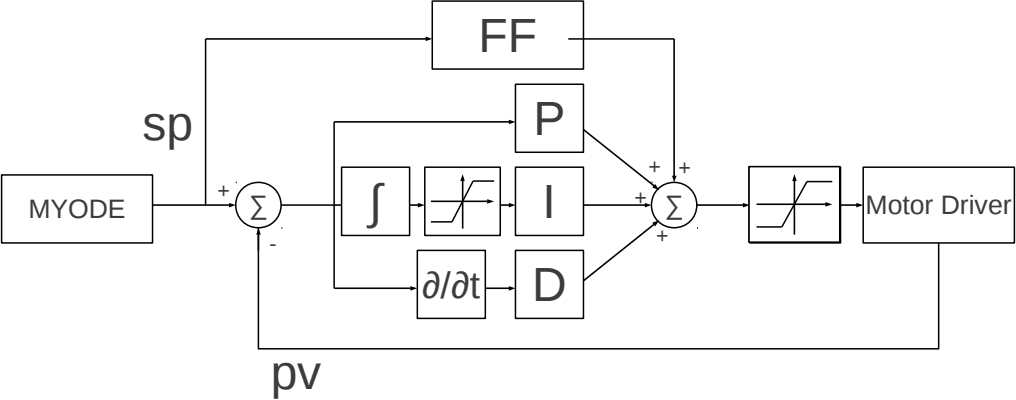 FF
P
sp
+
+
MYODE
+
∑
∫
I
+
∑
Motor Driver
-
+
∂/∂t
D
pv